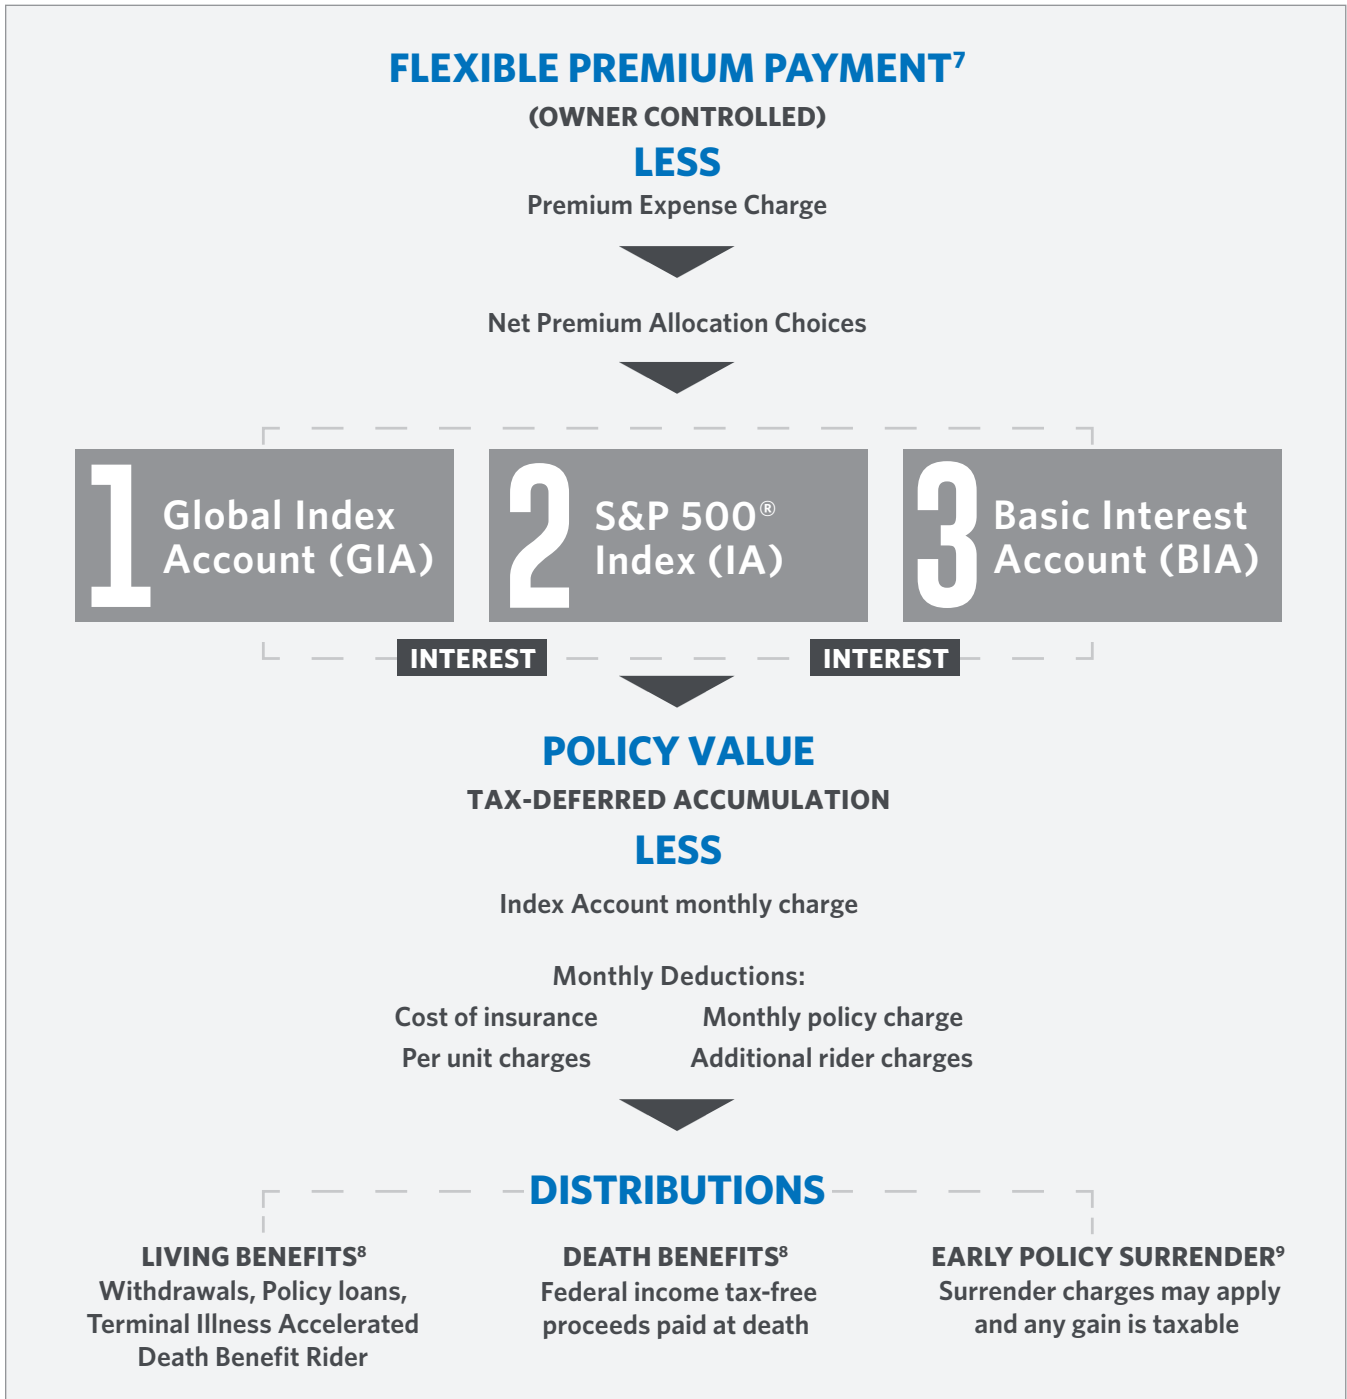 FLEXIBLE PREMIUM PAYMENT⁷
(OWNER CONTROLLED)
LESS
Premium Expense Charge
Net Premium Allocation Choices
1
Global Index
Account (GIA)
2
S&P 500®
Index (IA)
3
Basic Interest
Account (BIA)
INTEREST
INTEREST
POLICY VALUE
TAX-DEFERRED ACCUMULATION
LESS
Index Account monthly charge
Monthly Deductions:
Cost of insurance
Monthly policy charge
Per unit charges
Additional rider charges
DISTRIBUTIONS
LIVING BENEFITS⁸
Withdrawals, Policy loans,
Terminal Illness Accelerated
Death Benefit Rider
DEATH BENEFITS⁸
Federal income tax-free
proceeds paid at death
EARLY POLICY SURRENDER⁹
Surrender charges may apply
and any gain is taxable